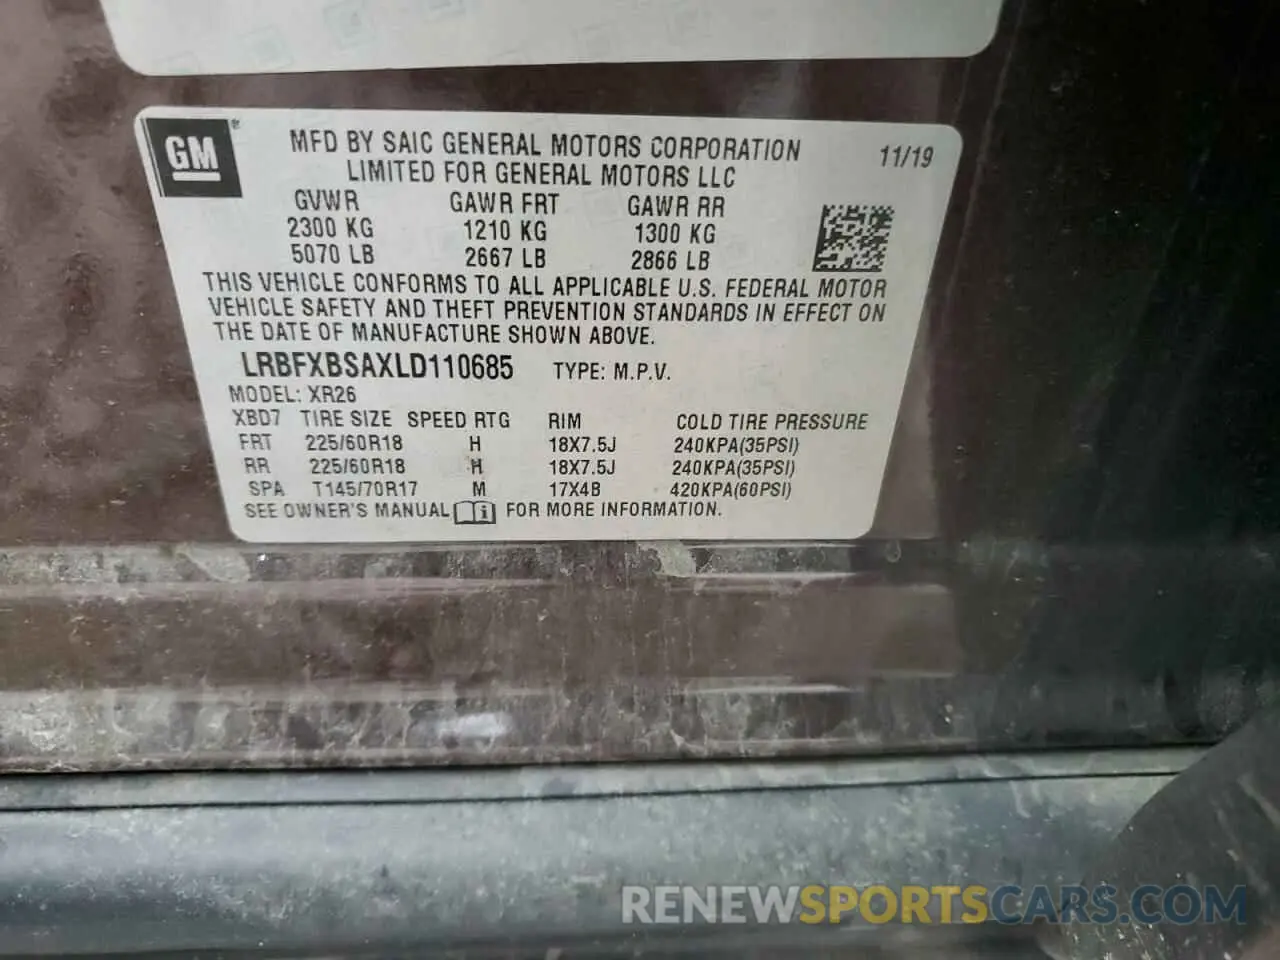 GM
MFD BY SAIC GENERAL MOTORS CORPORATION 11/19
LIMITED FOR GENERAL MOTORS LLC
GVWR GAWR FRT GAWR RR
2300 KG 1210 KG 1300 KG
5070 LB 2667 LB 2866 LB
THIS VEHICLE CONFORMS TO ALL APPLICABLE U.S. FEDERAL MOTOR
VEHICLE SAFETY AND THEFT PREVENTION STANDARDS IN EFFECT ON
THE DATE OF MANUFACTURE SHOWN ABOVE.
LRBFXBSAXLD110685 TYPE: M.P.V.
MODEL: XR26
XBD7 TIRE SIZE SPEED RTG RIM COLD TIRE PRESSURE
FRT 225/60R18 H 18X7.5J 240KPA(35PSI)
RR 225/60R18 H 18X7.5J 240KPA(35PSI)
SPA T145/70R17 M 17X4B 420KPA(60PSI)
SEE OWNER'S MANUAL i FOR MORE INFORMATION.
RENEWSPORTSCARS.COM